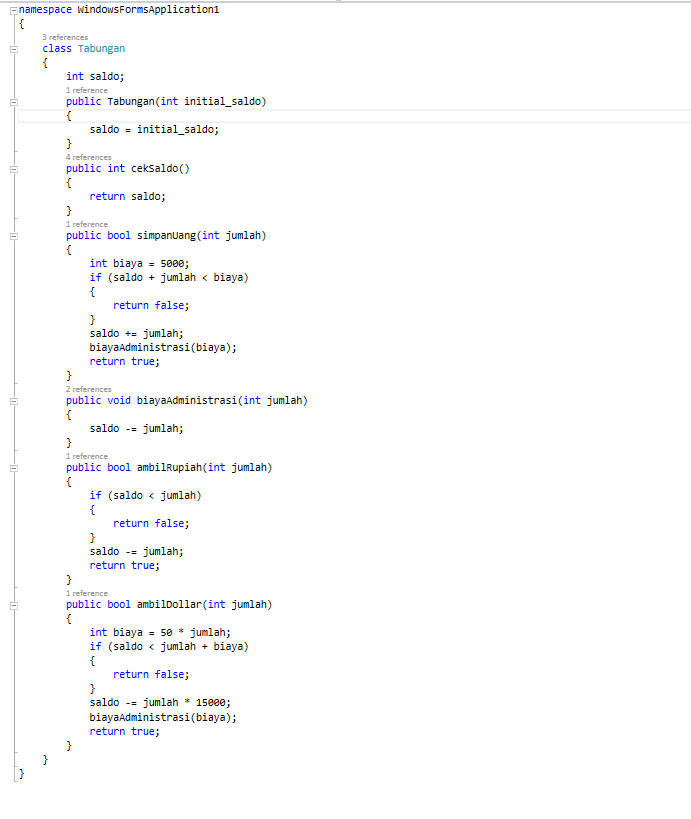 namespace WindowsFormsApplication1
{
3 references
class Tabungan
{
int saldo;
1 reference
public Tabungan(int initial_saldo)
{
saldo = initial_saldo;
}
4 references
public int cekSaldo()
{
return saldo;
}
1 reference
public bool simpanUang(int jumlah)
{
int biaya = 5000;
if (saldo + jumlah < biaya)
{
return false;
}
saldo += jumlah;
biayaAdministrasi(biaya);
return true;
}
2 references
public void biayaAdministrasi(int jumlah)
{
saldo -= jumlah;
}
1 reference
public bool ambilRupiah(int jumlah)
{
if (saldo < jumlah)
{
return false;
}
saldo -= jumlah;
return true;
}
1 reference
public bool ambilDollar(int jumlah)
{
int biaya = 50 * jumlah;
if (saldo < jumlah + biaya)
{
return false;
}
saldo -= jumlah * 15000;
biayaAdministrasi(biaya);
return true;
}
}
}